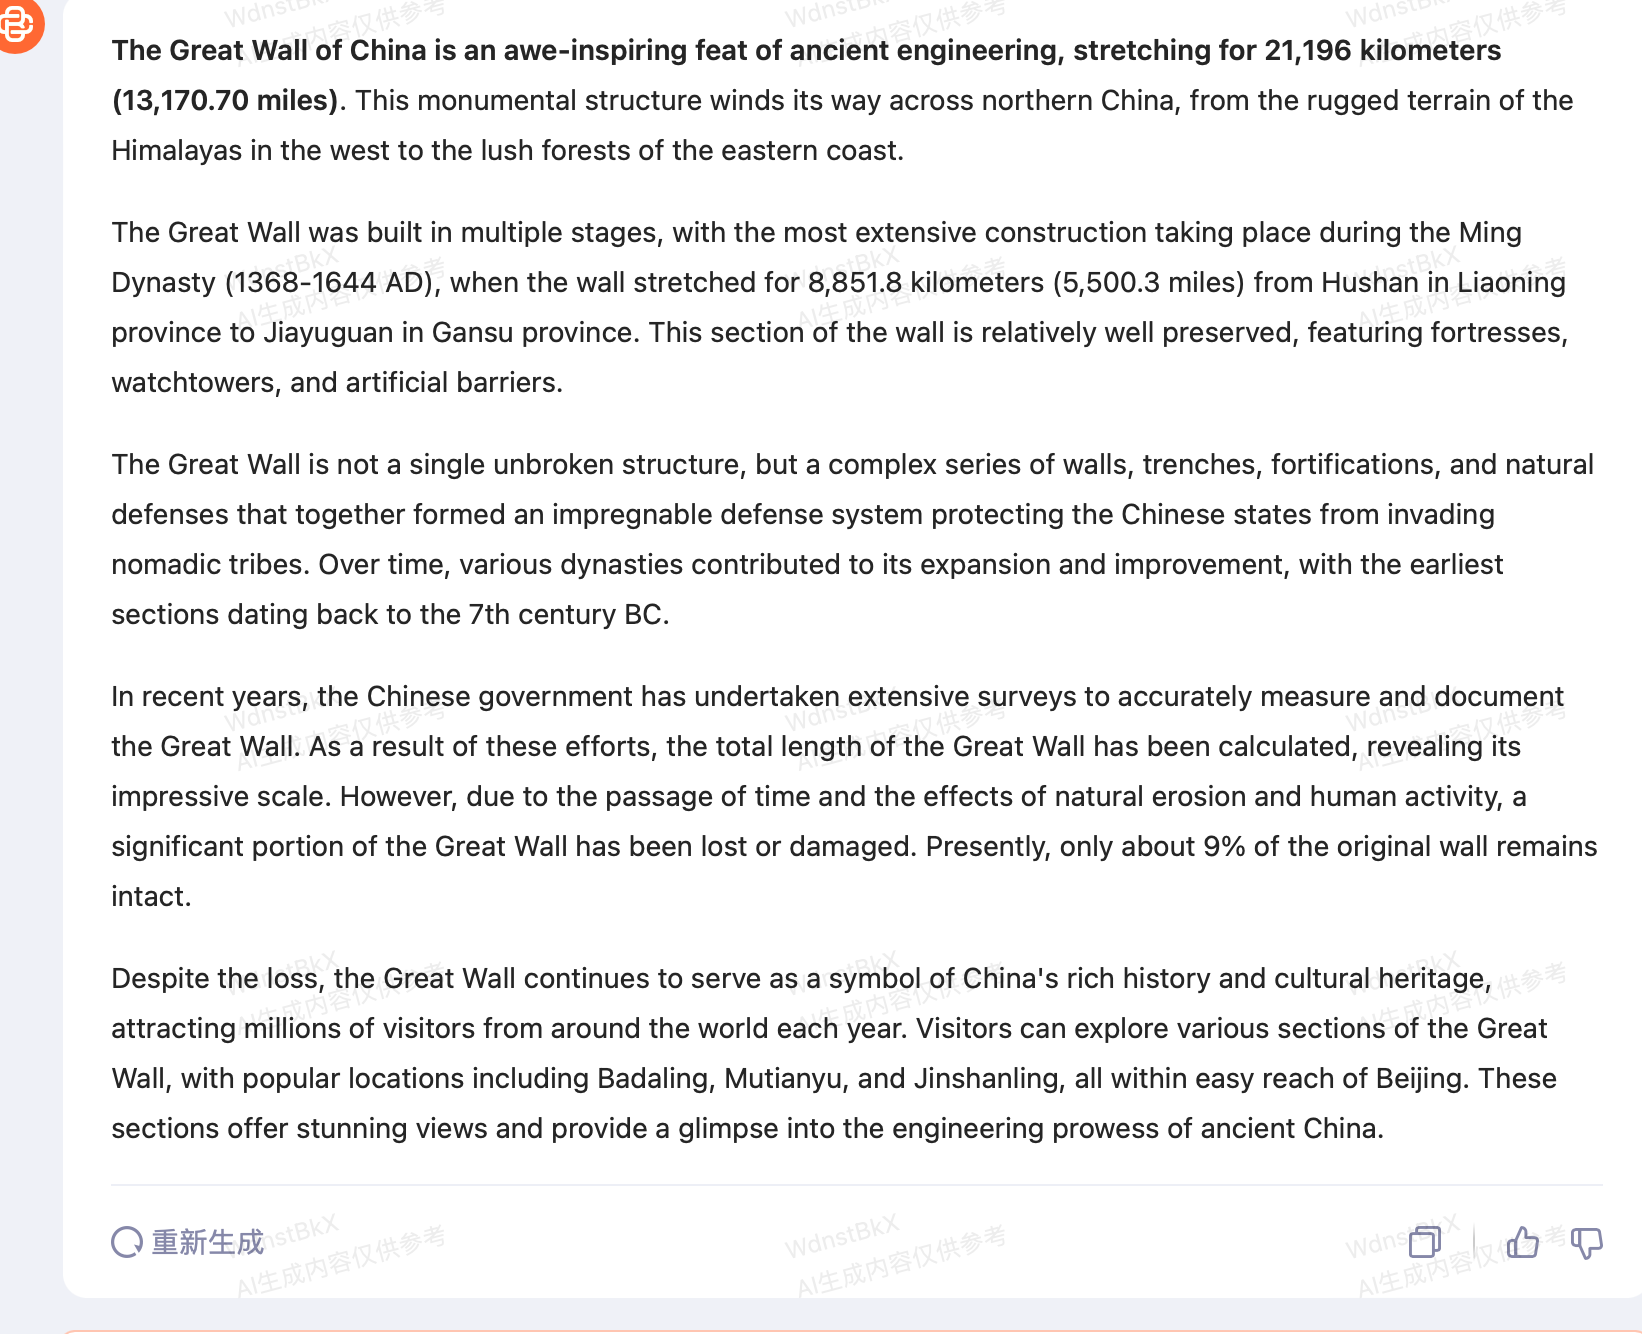 The Great Wall of China is an awe-inspiring feat of ancient engineering, stretching for 21,196 kilometers
(13,170.70 miles). This monumental structure winds its way across northern China, from the rugged terrain of the
Himalayas in the west to the lush forests of the eastern coast.
The Great Wall was built in multiple stages, with the most extensive construction taking place during the Ming
Dynasty (1368-1644 AD), when the wall stretched for 8,851.8 kilometers (5,500.3 miles) from Hushan in Liaoning
province to Jiayuguan in Gansu province. This section of the wall is relatively well preserved, featuring fortresses,
watchtowers, and artificial barriers.
The Great Wall is not a single unbroken structure, but a complex series of walls, trenches, fortifications, and natural
defenses that together formed an impregnable defense system protecting the Chinese states from invading
nomadic tribes. Over time, various dynasties contributed to its expansion and improvement, with the earliest
sections dating back to the 7th century BC.
In recent years, the Chinese government has undertaken extensive surveys to accurately measure and document
the Great Wall. As a result of these efforts, the total length of the Great Wall has been calculated, revealing its
impressive scale. However, due to the passage of time and the effects of natural erosion and human activity, a
significant portion of the Great Wall has been lost or damaged. Presently, only about 9% of the original wall remains
intact.
Despite the loss, the Great Wall continues to serve as a symbol of China's rich history and cultural heritage,
attracting millions of visitors from around the world each year. Visitors can explore various sections of the Great
Wall, with popular locations including Badaling, Mutianyu, and Jinshanling, all within easy reach of Beijing. These
sections offer stunning views and provide a glimpse into the engineering prowess of ancient China.
重新生成
WdnstBkX
AI生成内容仅供参考